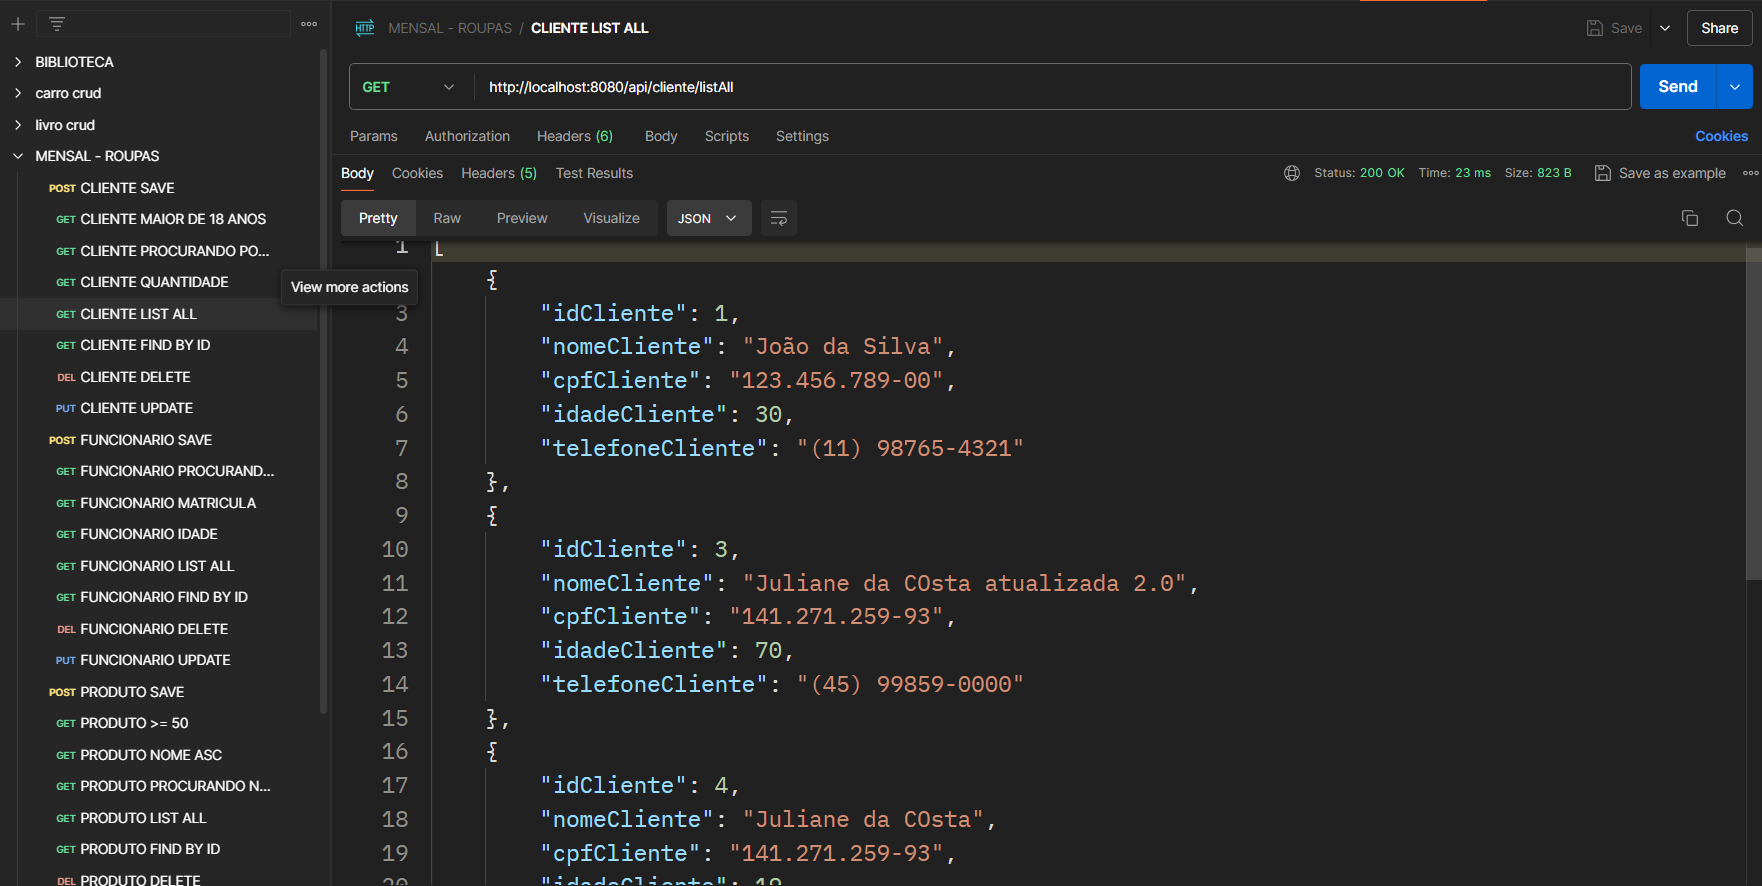 BIBLIOTECA
carro crud
livro crud
MENSAL - ROUPAS
POST CLIENTE SAVE
GET CLIENTE MAIOR DE 18 ANOS
GET CLIENTE PROCURANDO PO...
GET CLIENTE QUANTIDADE
View more actions
GET CLIENTE LIST ALL
GET CLIENTE FIND BY ID
DEL CLIENTE DELETE
PUT CLIENTE UPDATE
POST FUNCIONARIO SAVE
GET FUNCIONARIO PROCURAND...
GET FUNCIONARIO MATRICULA
GET FUNCIONARIO IDADE
GET FUNCIONARIO LIST ALL
GET FUNCIONARIO FIND BY ID
DEL FUNCIONARIO DELETE
PUT FUNCIONARIO UPDATE
POST PRODUTO SAVE
GET PRODUTO >= 50
GET PRODUTO NOME ASC
GET PRODUTO PROCURANDO N...
GET PRODUTO LIST ALL
GET PRODUTO FIND BY ID
DEL PRODUTO DELETE
HTTP MENSAL - ROUPAS / CLIENTE LIST ALL Save Share
GET http://localhost:8080/api/cliente/listAll Send
Params Authorization Headers (6) Body Scripts Settings Cookies
Body Cookies Headers (5) Test Results Status: 200 OK Time: 23 ms Size: 823 B Save as example
Pretty Raw Preview Visualize JSON
1 [
{
3 "idCliente": 1,
4 "nomeCliente": "João da Silva",
5 "cpfCliente": "123.456.789-00",
6 "idadeCliente": 30,
7 "telefoneCliente": "(11) 98765-4321"
8 },
9 {
10 "idCliente": 3,
11 "nomeCliente": "Juliane da COsta atualizada 2.0",
12 "cpfCliente": "141.271.259-93",
13 "idadeCliente": 70,
14 "telefoneCliente": "(45) 99859-0000"
15 },
16 {
17 "idCliente": 4,
18 "nomeCliente": "Juliane da COsta",
19 "cpfCliente": "141.271.259-93",
20 "idadeCliente":